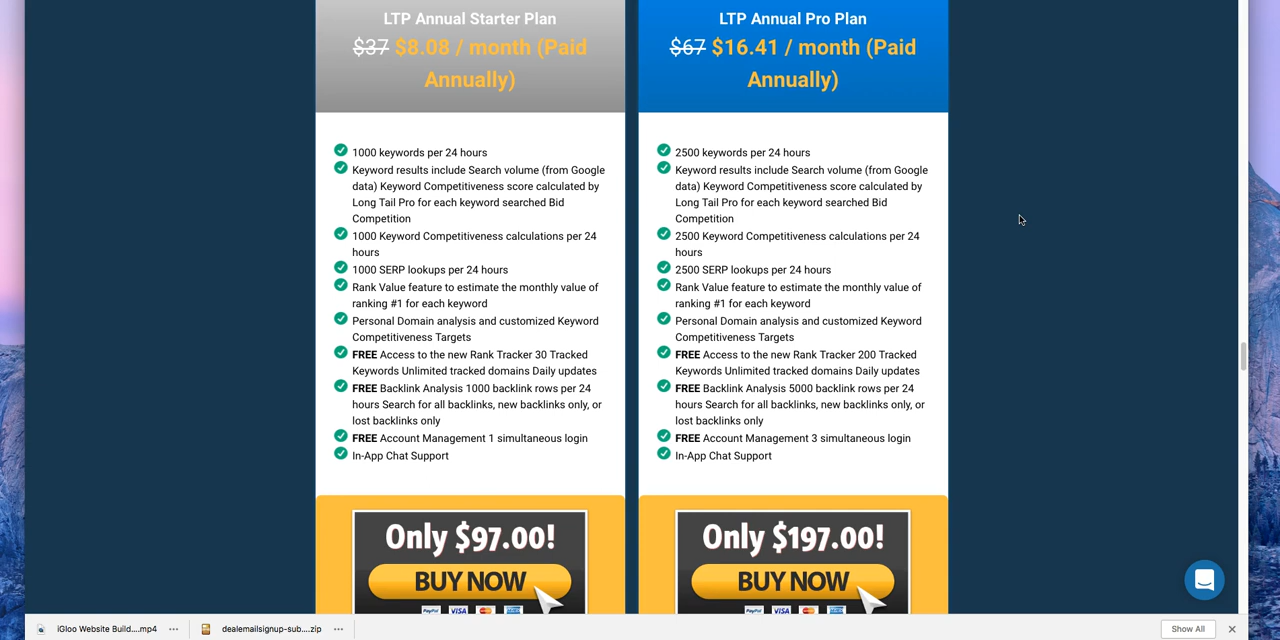 LTP Annual Starter Plan
$37 $8.08 / month (Paid
Annually)
1000 keywords per 24 hours
Keyword results include Search volume (from Google
data) Keyword Competitiveness score calculated by
Long Tail Pro for each keyword searched Bid
Competition
1000 Keyword Competitiveness calculations per 24
hours
1000 SERP lookups per 24 hours
Rank Value feature to estimate the monthly value of
ranking #1 for each keyword
Personal Domain analysis and customized Keyword
Competitiveness Targets
FREE Access to the new Rank Tracker 30 Tracked
Keywords Unlimited tracked domains Daily updates
FREE Backlink Analysis 1000 backlink rows per 24
hours Search for all backlinks, new backlinks only, or
lost backlinks only
FREE Account Management 1 simultaneous login
In-App Chat Support
Only $97.00!
BUY NOW
PayPal VISA
LTP Annual Pro Plan
$67 $16.41 / month (Paid
Annually)
2500 keywords per 24 hours
Keyword results include Search volume (from Google
data) Keyword Competitiveness score calculated by
Long Tail Pro for each keyword searched Bid
Competition
2500 Keyword Competitiveness calculations per 24
hours
2500 SERP lookups per 24 hours
Rank Value feature to estimate the monthly value of
ranking #1 for each keyword
Personal Domain analysis and customized Keyword
Competitiveness Targets
FREE Access to the new Rank Tracker 200 Tracked
Keywords Unlimited tracked domains Daily updates
FREE Backlink Analysis 5000 backlink rows per 24
hours Search for all backlinks, new backlinks only, or
lost backlinks only
FREE Account Management 3 simultaneous login
In-App Chat Support
Only $197.00!
BUY NOW
PayPal VISA
iGloo Website Build....mp4
dealemailsignup-sub....zip
Show All